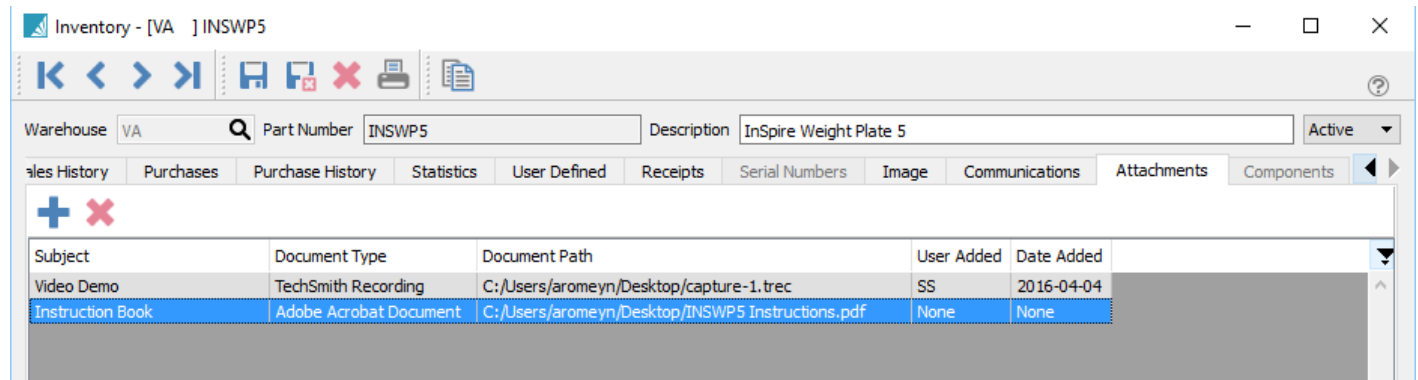 Inventory - [VA ] INSWP5
Warehouse VA Part Number INSWP5 Description InSpire Weight Plate 5 Active
ales History Purchases Purchase History Statistics User Defined Receipts Serial Numbers Image Communications Attachments Components
Subject Document Type Document Path User Added Date Added
Video Demo TechSmith Recording C:/Users/aromeyn/Desktop/capture-1.trec SS 2016-04-04
Instruction Book Adobe Acrobat Document C:/Users/aromeyn/Desktop/INSWP5 Instructions.pdf None None